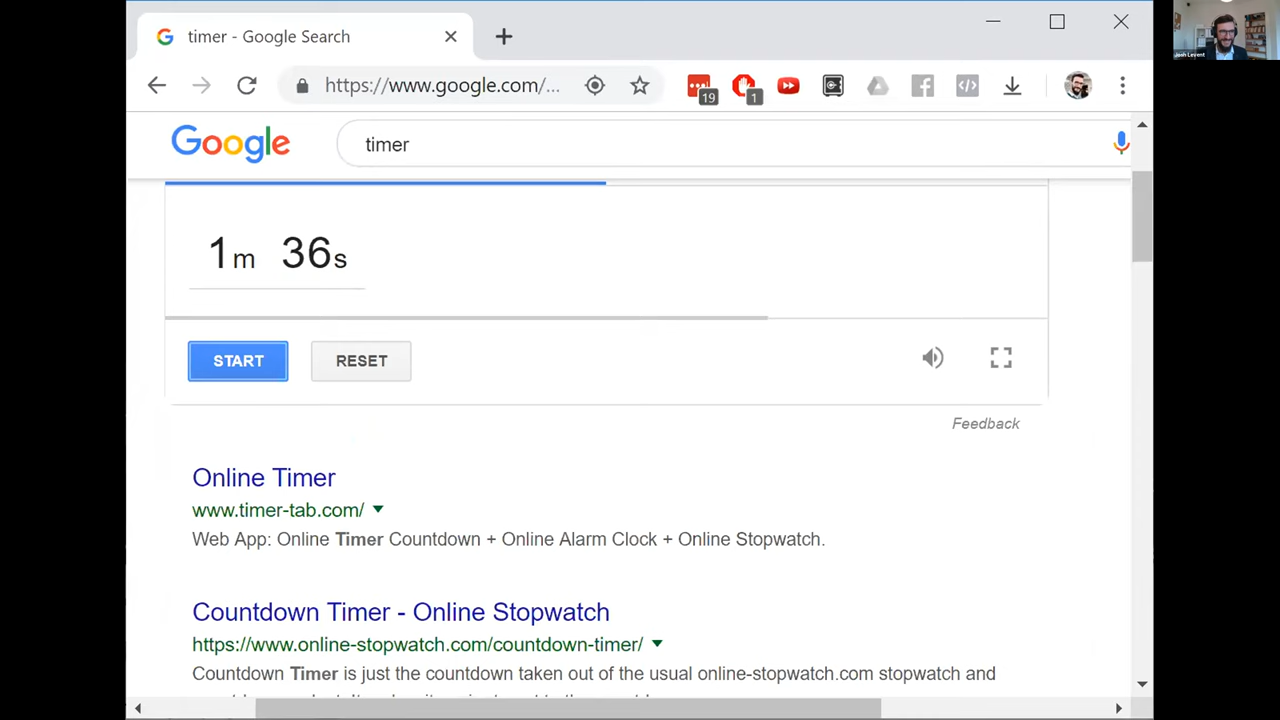 timer - Google Search
https://www.google.com/...
19
1
Josh Levent
Google
timer
1m 36s
START
RESET
Feedback
Online Timer
www.timer-tab.com/
Web App: Online Timer Countdown + Online Alarm Clock + Online Stopwatch.
Countdown Timer - Online Stopwatch
https://www.online-stopwatch.com/countdown-timer/
Countdown Timer is just the countdown taken out of the usual online-stopwatch.com stopwatch and